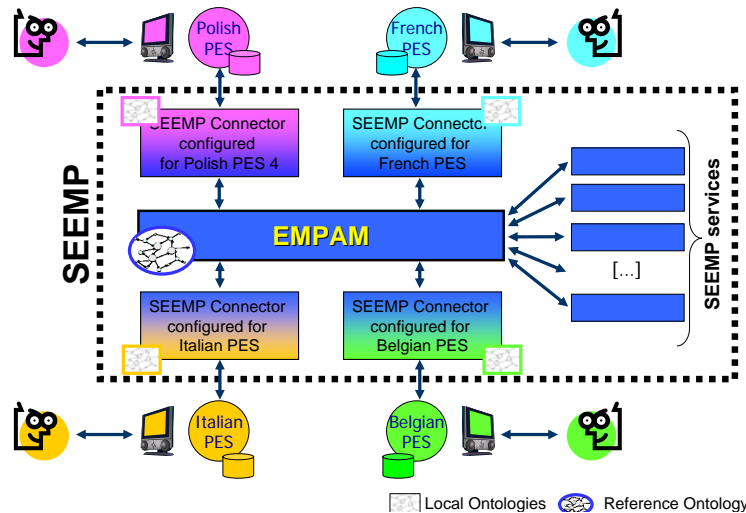 Polish
PES
French
PES
SEEMP Connector
configured
for Polish PES 4
SEEMP Connector
configured for
French PES
SEEMP
EMPAM
[...]
SEEMP services
SEEMP Connector
configured for
Italian PES
SEEMP Connector
configured for
Belgian PES
Italian
PES
Belgian
PES
Local Ontologies
Reference Ontology